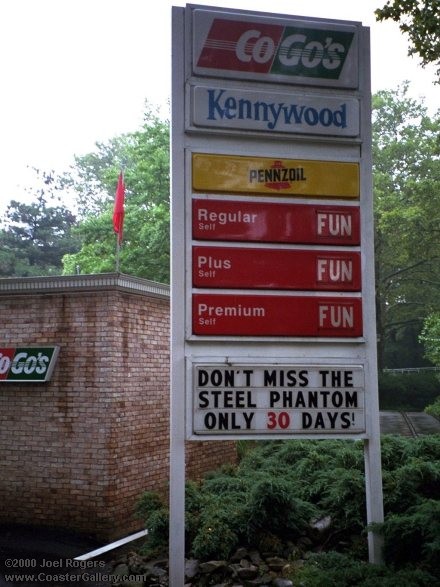 CoGo's
Kennywood
PENNZOIL
Regular FUN
Self
Plus FUN
Self
Premium FUN
Self
DON'T MISS THE
STEEL PHANTOM
ONLY 30 DAYS!
oGo's
©2000 Joel Rogers
www.CoasterGallery.com